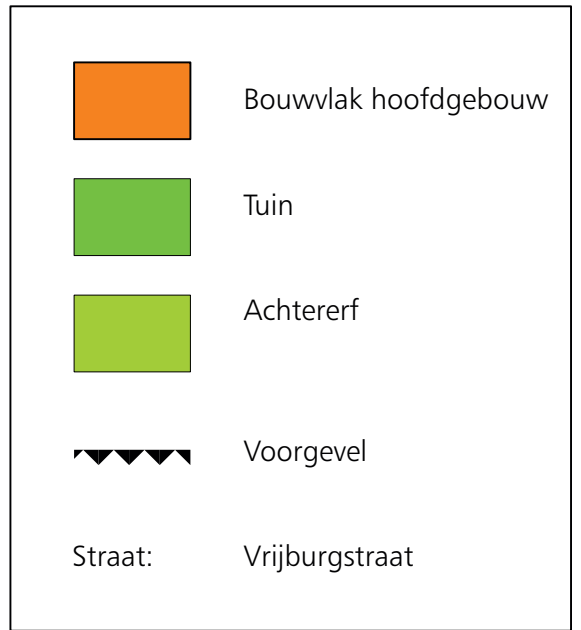 Bouwvlak hoofdgebouw
Tuin
Achtererf
Voorgevel
Straat: Vrijburgstraat